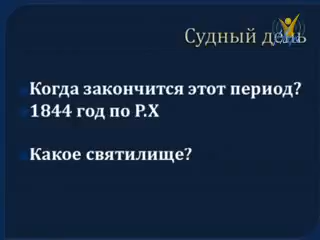 Судный день
Когда закончится этот период?
1844 год по Р.Х
Какое святилище?